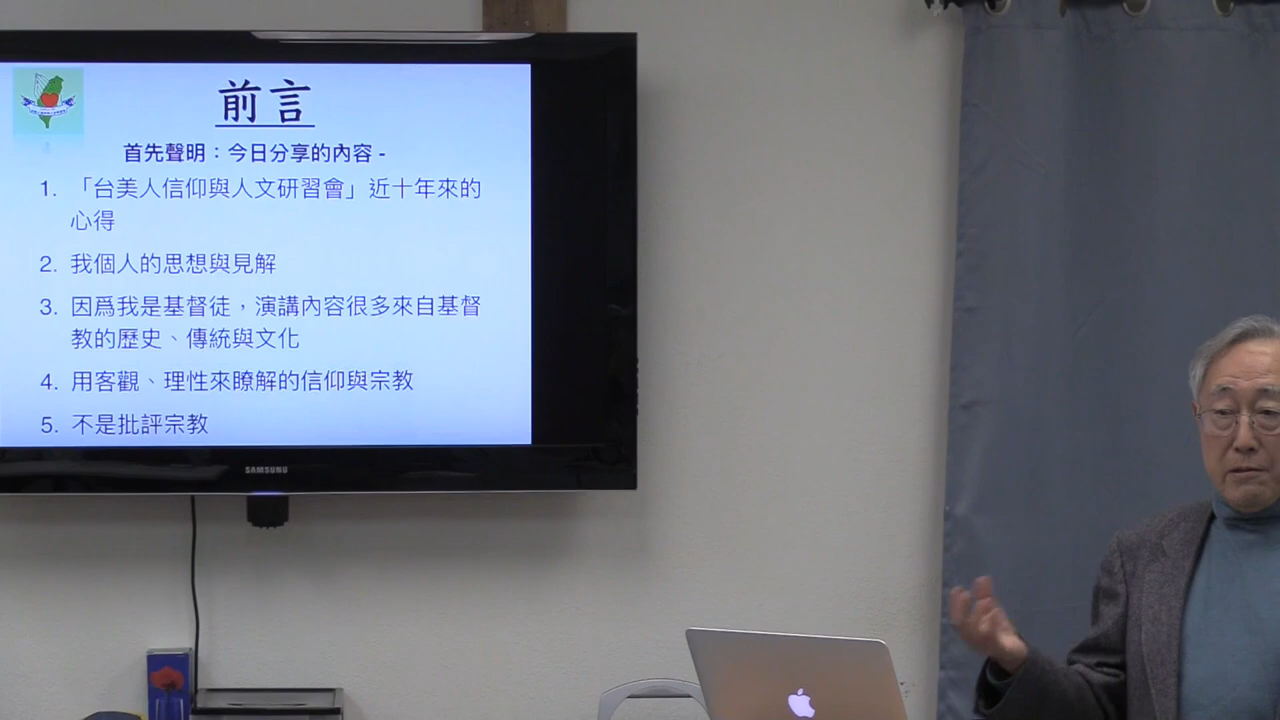 前言
首先聲明：今日分享的內容 -
1. 「台美人信仰與人文研習會」近十年來的
心得
2. 我個人的思想與見解
3. 因爲我是基督徒，演講內容很多來自基督
教的歷史、傳統與文化
4. 用客觀、理性來瞭解的信仰與宗教
5. 不是批評宗教
SAMSUNG